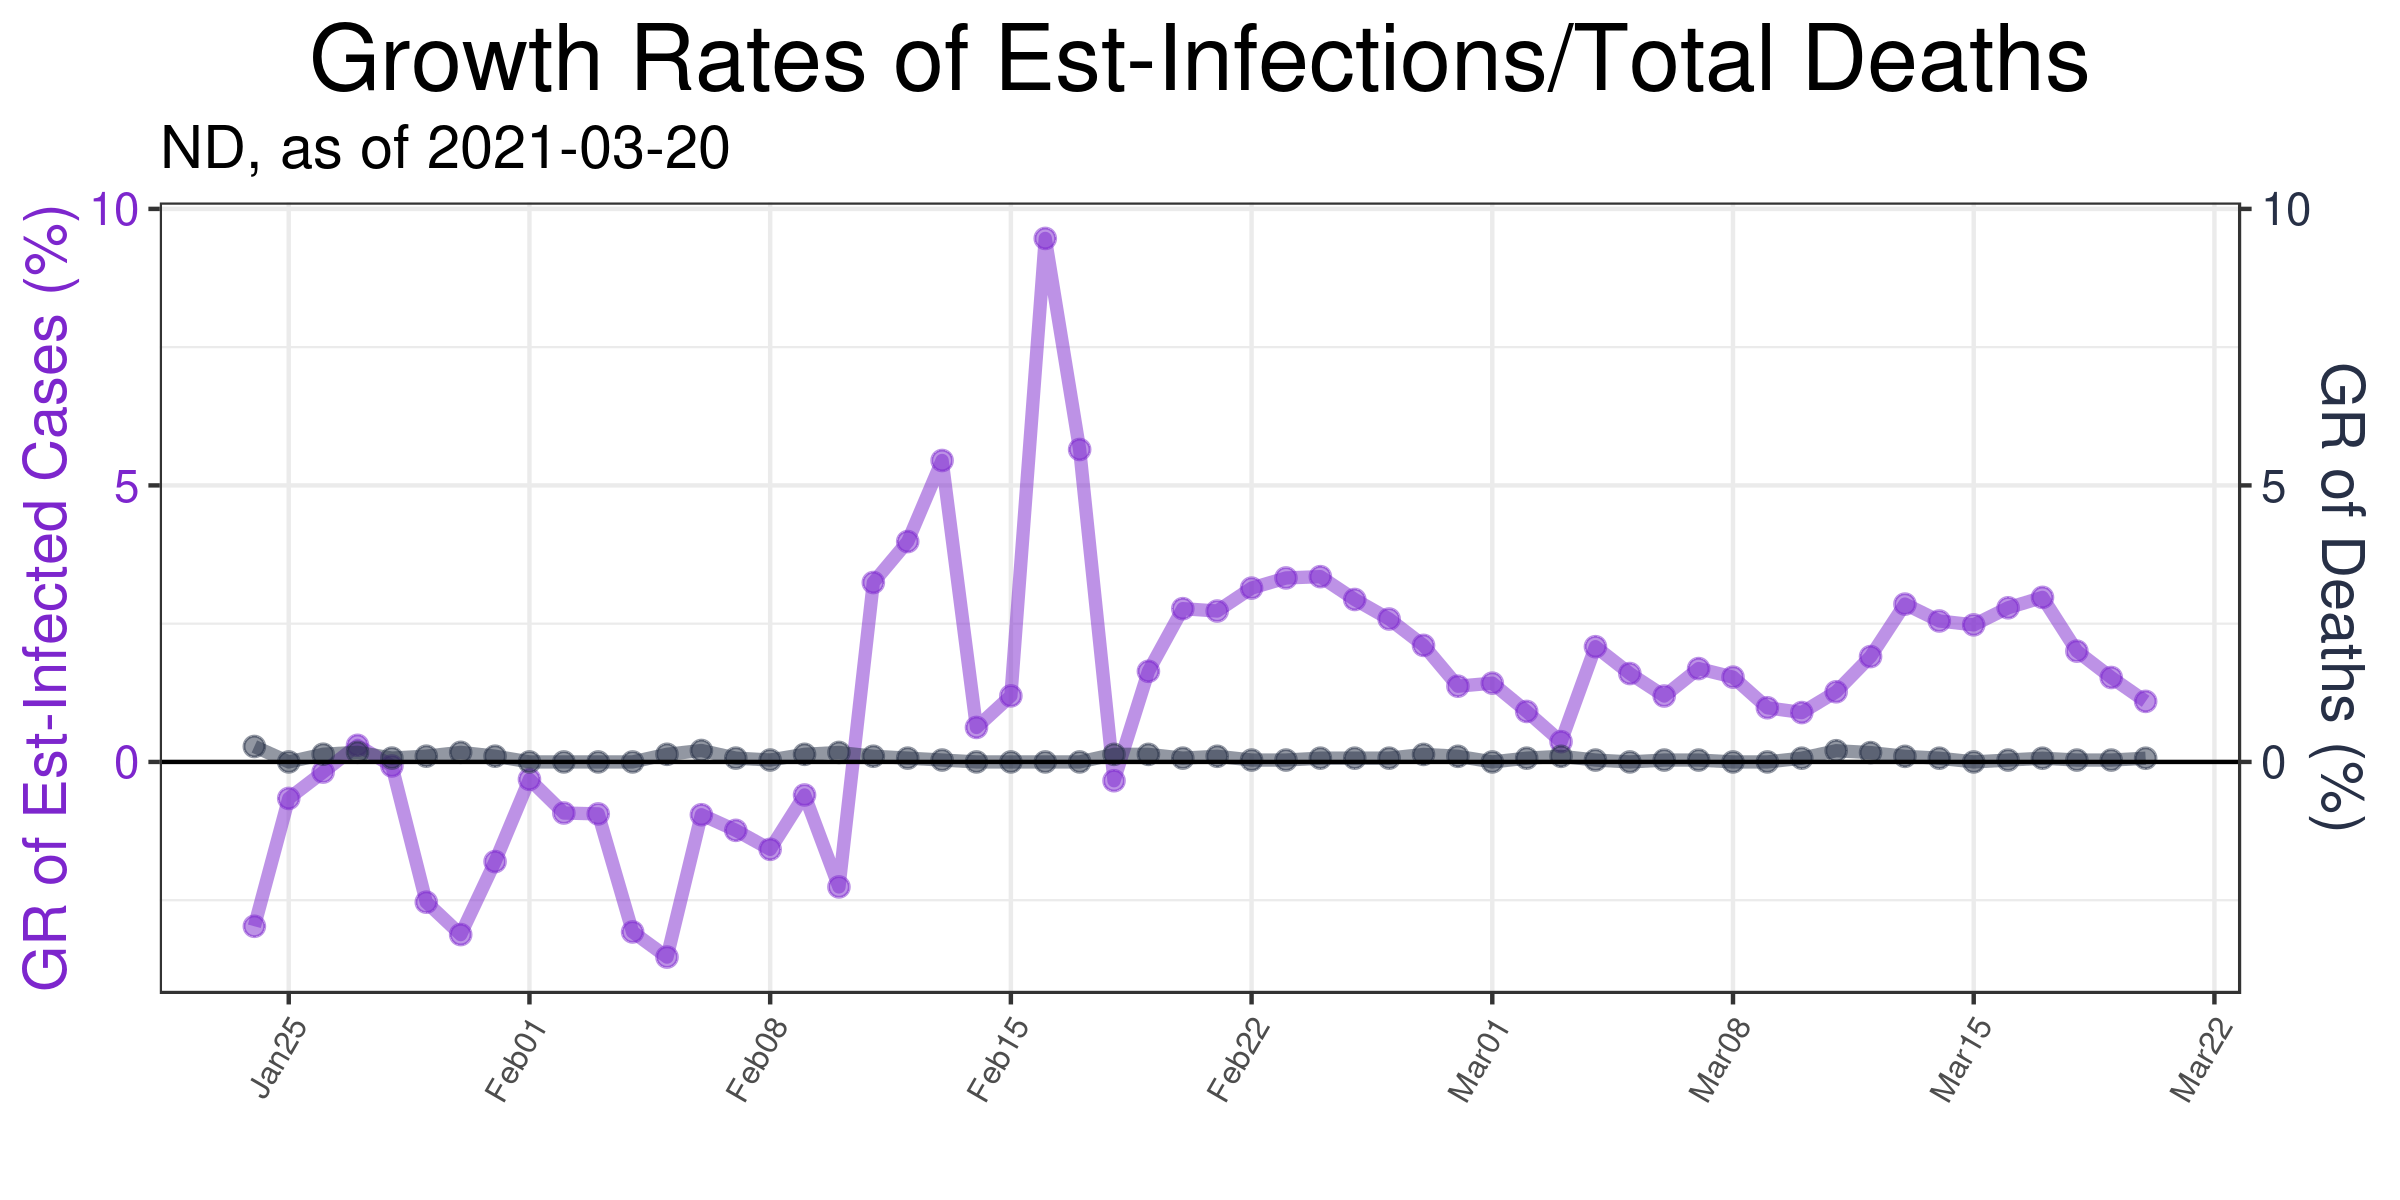 Growth Rates of Est-Infections/Total Deaths
ND, as of 2021-03-20
GR of Est-Infected Cases (%)
10
5
0
10
5
0
GR of Deaths (%)
Jan25
Feb01
Feb08
Feb15
Feb22
Mar01
Mar08
Mar15
Mar22